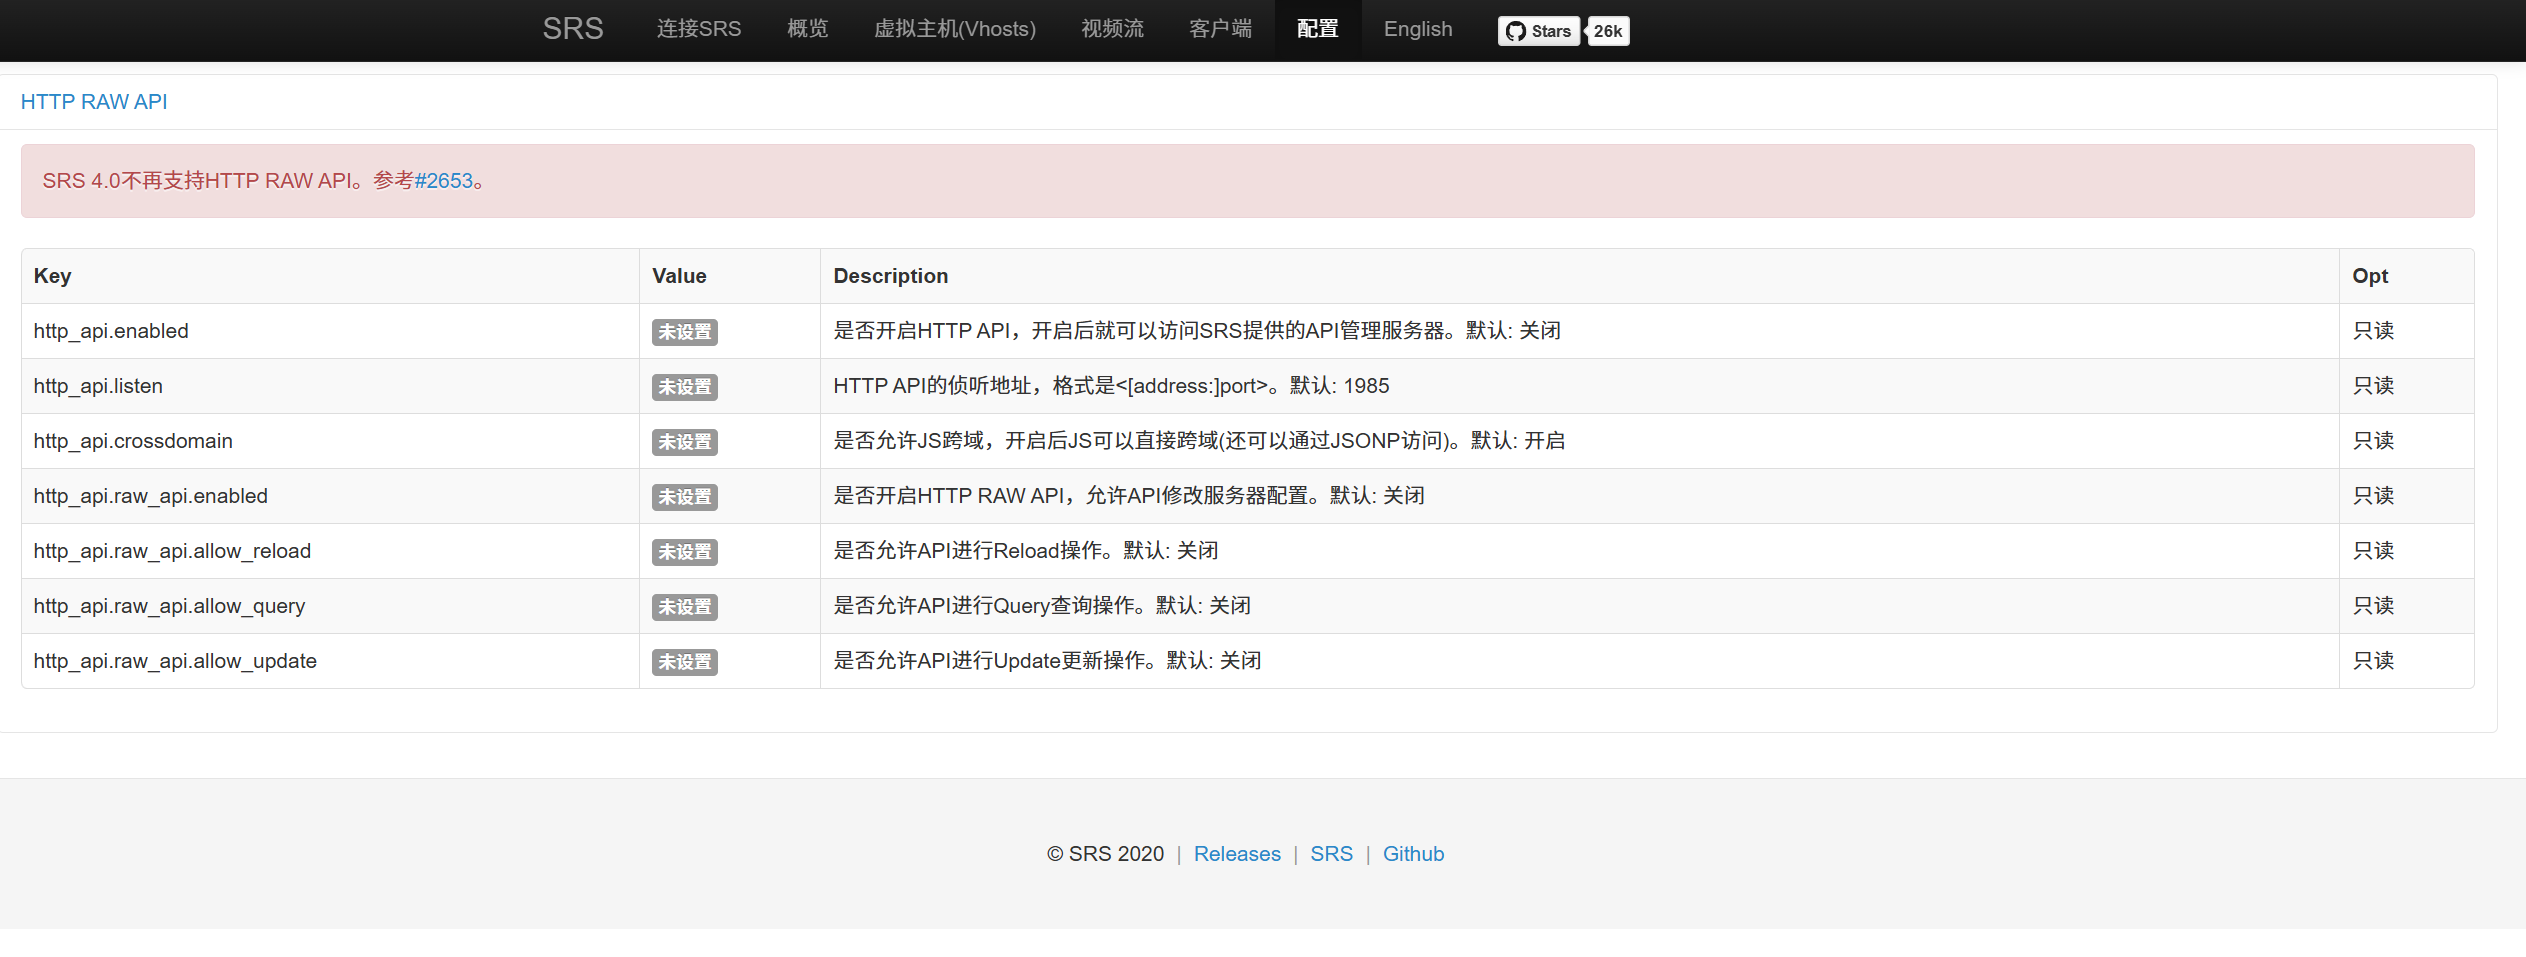 SRS 连接SRS 概览 虚拟主机(Vhosts) 视频流 客户端 配置 English Stars 26k
HTTP RAW API
SRS 4.0不再支持HTTP RAW API。参考#2653。
Key Value Description Opt
http_api.enabled 未设置 是否开启HTTP API，开启后就可以访问SRS提供的API管理服务器。默认: 关闭 只读
http_api.listen 未设置 HTTP API的侦听地址，格式是<[address:]port>。默认: 1985 只读
http_api.crossdomain 未设置 是否允许JS跨域，开启后JS可以直接跨域(还可以通过JSONP访问)。默认: 开启 只读
http_api.raw_api.enabled 未设置 是否开启HTTP RAW API，允许API修改服务器配置。默认: 关闭 只读
http_api.raw_api.allow_reload 未设置 是否允许API进行Reload操作。默认: 关闭 只读
http_api.raw_api.allow_query 未设置 是否允许API进行Query查询操作。默认: 关闭 只读
http_api.raw_api.allow_update 未设置 是否允许API进行Update更新操作。默认: 关闭 只读
© SRS 2020 | Releases | SRS | Github